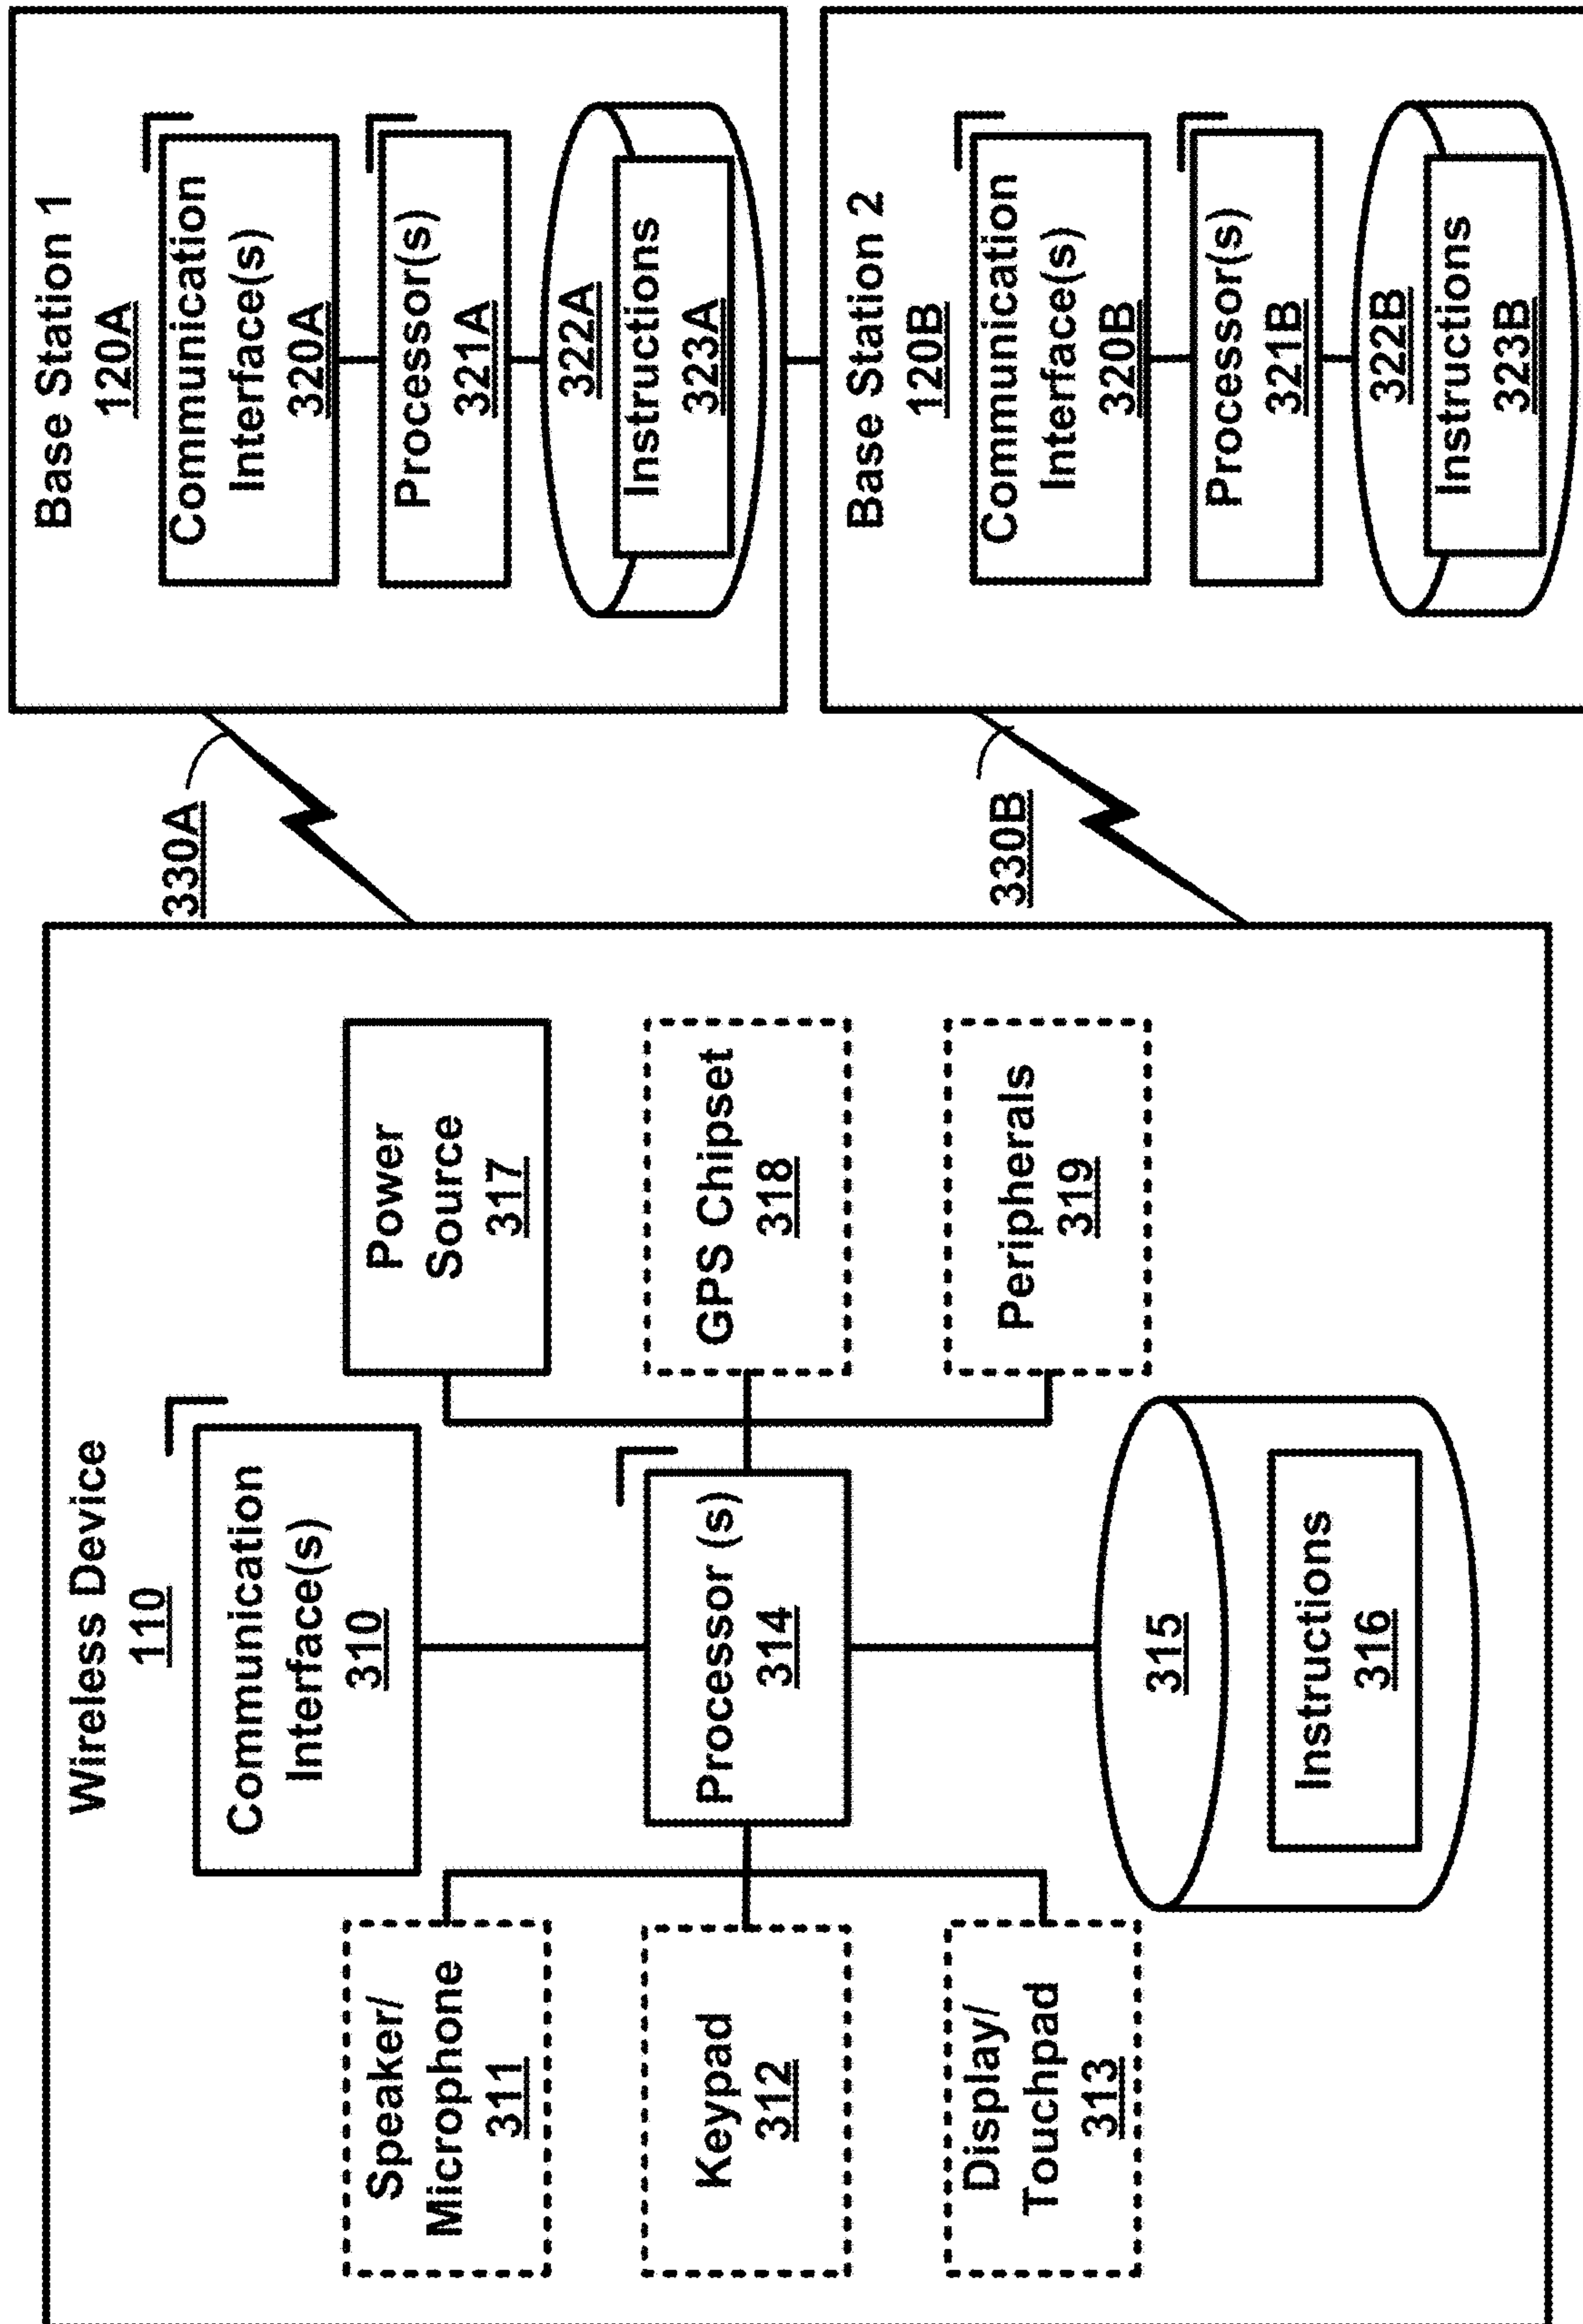 Wireless Device
110
Communication
Interface(s)
310
Speaker/
Microphone
311
Keypad
312
Display/
Touchpad
313
Processor (s)
314
315
Instructions
316
Power
Source
317
GPS Chipset
318
Peripherals
319
330A
330B
Base Station 1
120A
Communication
Interface(s)
320A
Processor(s)
321A
322A
Instructions
323A
Base Station 2
120B
Communication
Interface(s)
320B
Processor(s)
321B
322B
Instructions
323B